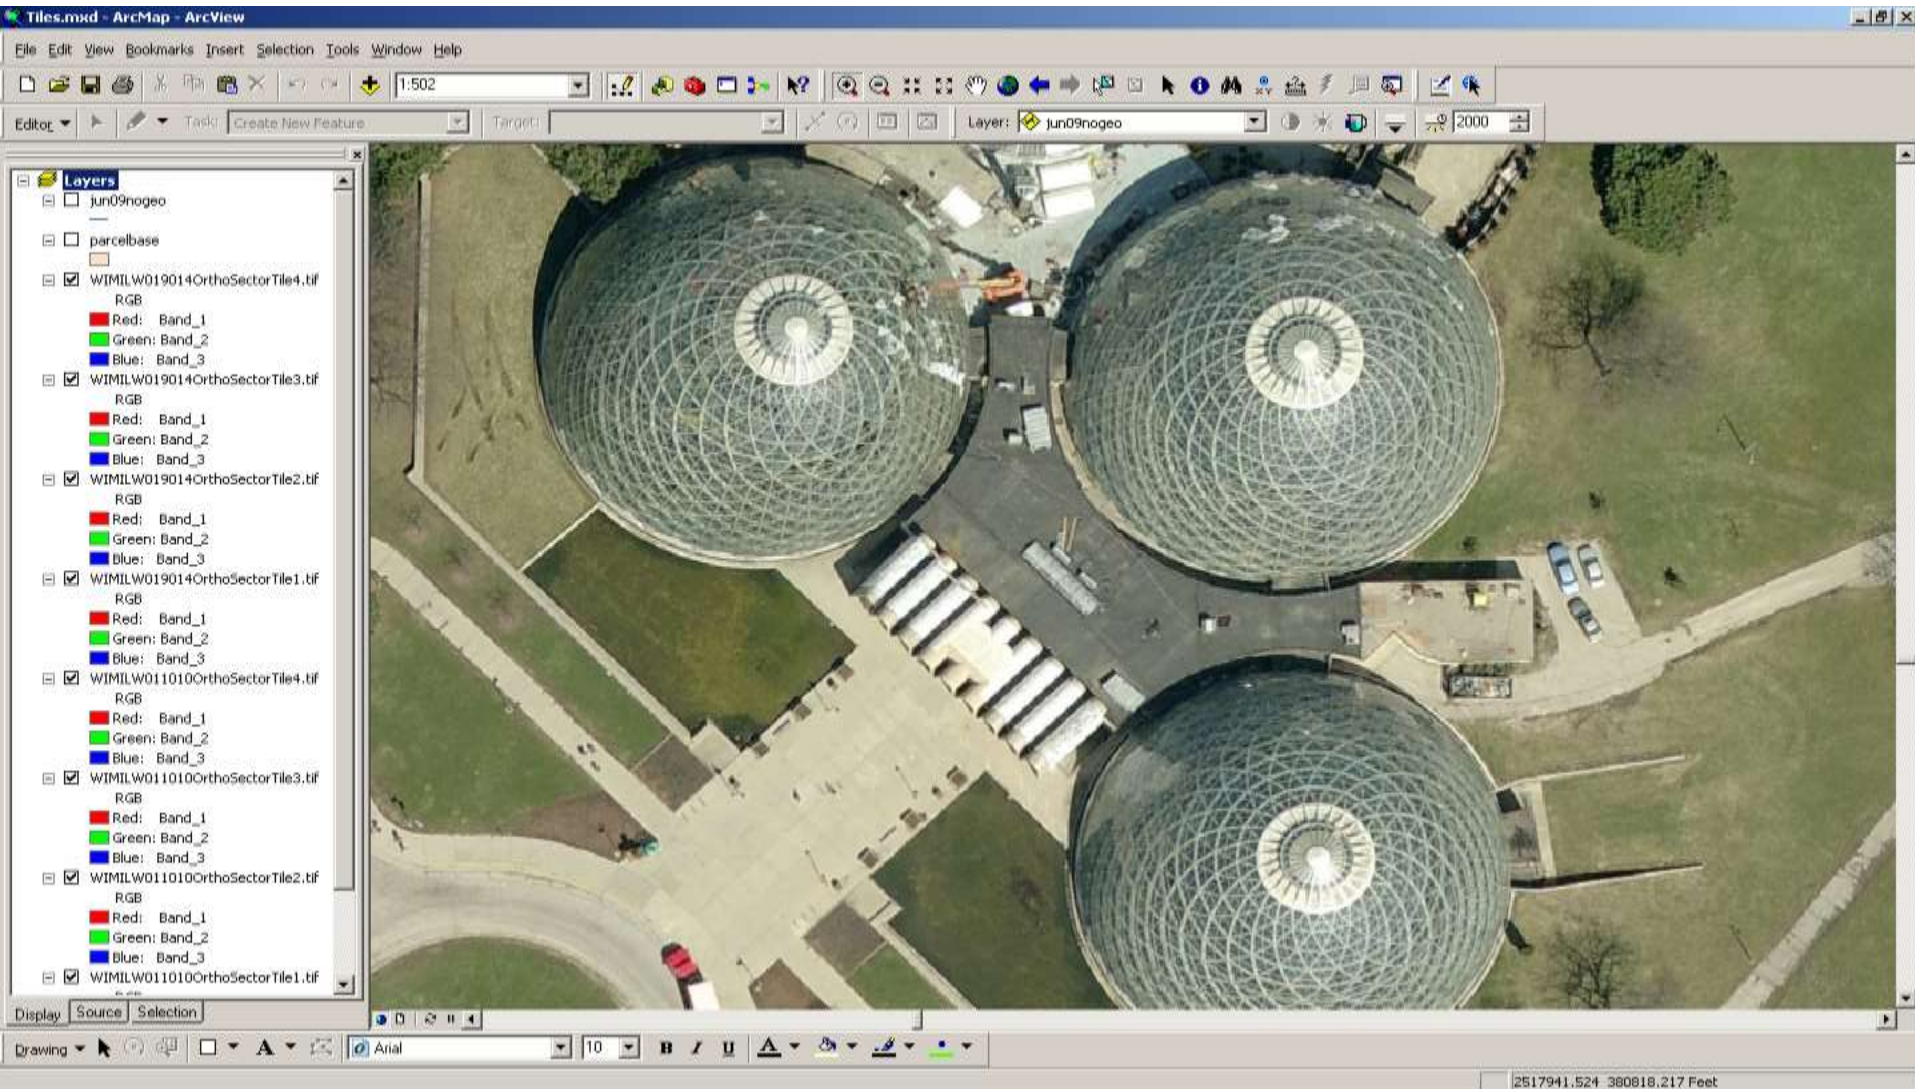 Tiles.mxd - ArcMap - ArcView
File Edit View Bookmarks Insert Selection Tools Window Help
1:502
Editor Task: Create New Feature Target: Layer: jun09nogeo 2000
Layers
jun09nogeo
parcelbase
WIMILW019014OrthoSectorTile4.tif
RGB
Red: Band_1
Green: Band_2
Blue: Band_3
WIMILW019014OrthoSectorTile3.tif
RGB
Red: Band_1
Green: Band_2
Blue: Band_3
WIMILW019014OrthoSectorTile2.tif
RGB
Red: Band_1
Green: Band_2
Blue: Band_3
WIMILW019014OrthoSectorTile1.tif
RGB
Red: Band_1
Green: Band_2
Blue: Band_3
WIMILW011010OrthoSectorTile4.tif
RGB
Red: Band_1
Green: Band_2
Blue: Band_3
WIMILW011010OrthoSectorTile3.tif
RGB
Red: Band_1
Green: Band_2
Blue: Band_3
WIMILW011010OrthoSectorTile2.tif
RGB
Red: Band_1
Green: Band_2
Blue: Band_3
WIMILW011010OrthoSectorTile1.tif
Display Source Selection
Drawing A Arial 10 B I U A
2517941.524 380818.217 Feet